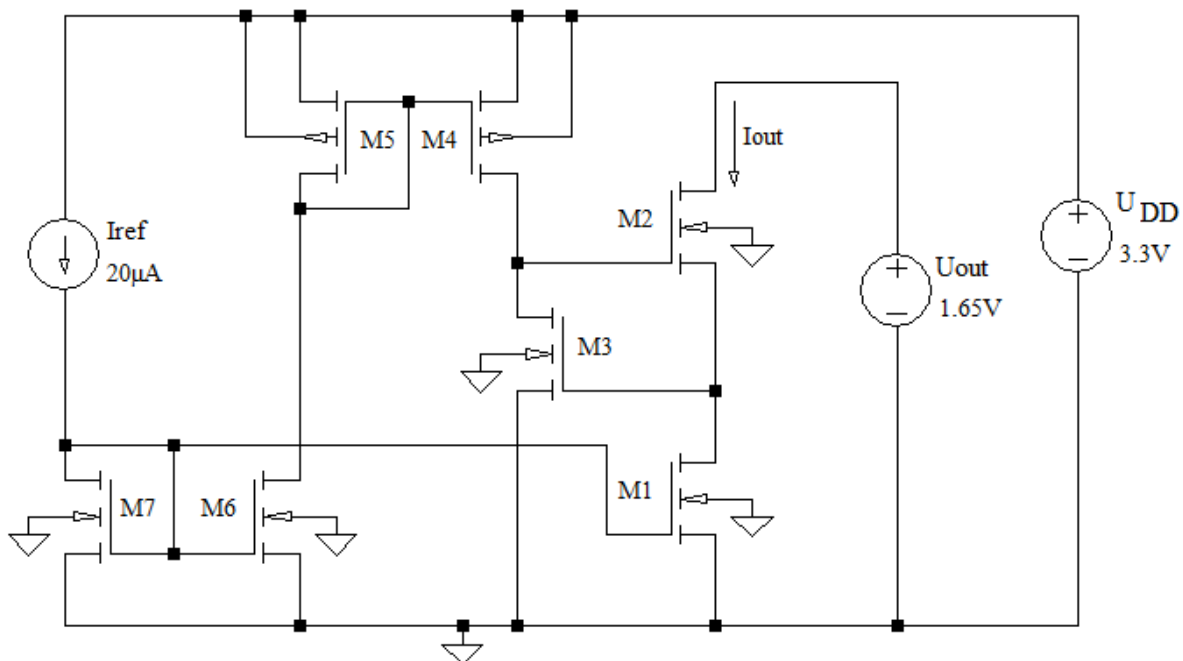 M5
M4
Iout
M2
U DD
3.3V
Iref
20µA
Uout
1.65V
M3
M7
M6
M1